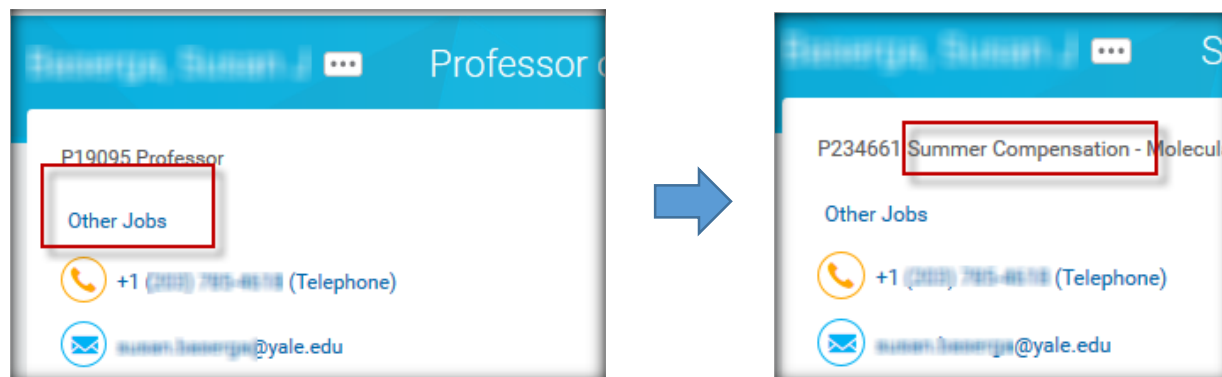 Professor
P19095 Professor
Other Jobs
+1 (Telephone)
@yale.edu
S
P234661 Summer Compensation - Molecul
Other Jobs
+1 (Telephone)
@yale.edu